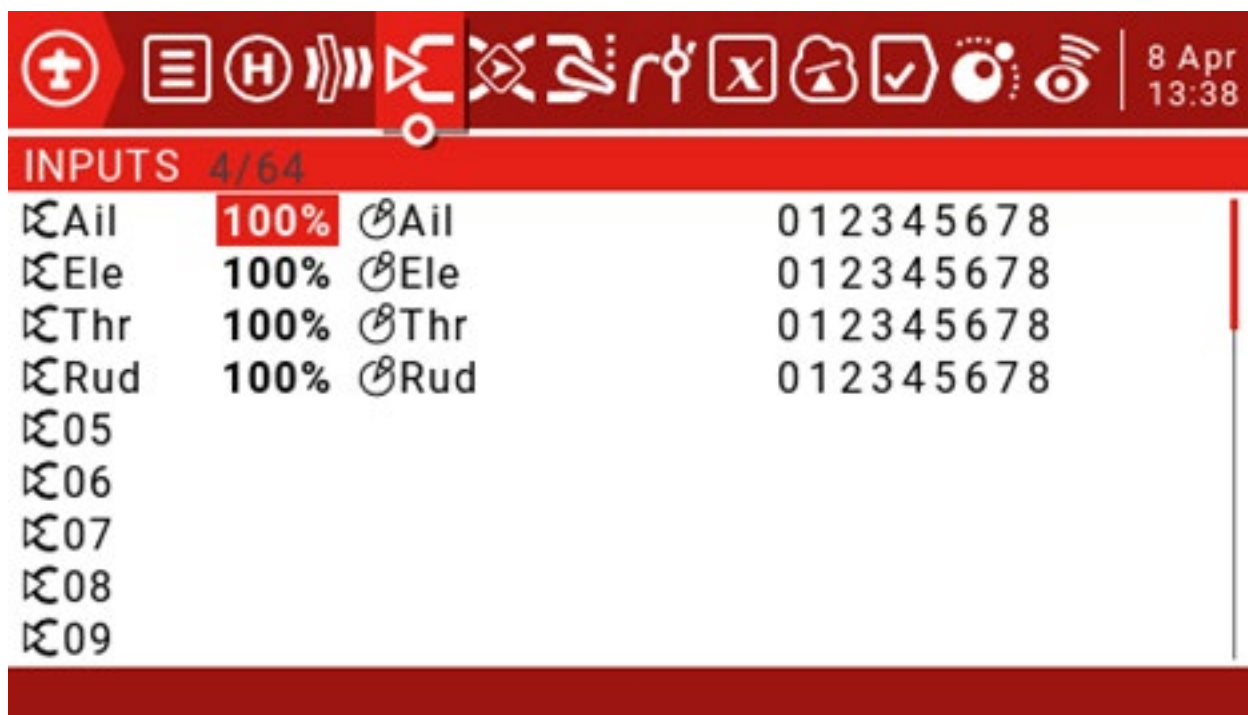 8 Apr
13:38
INPUTS 4/64
Ail 100% Ail 012345678
Ele 100% Ele 012345678
Thr 100% Thr 012345678
Rud 100% Rud 012345678
05
06
07
08
09